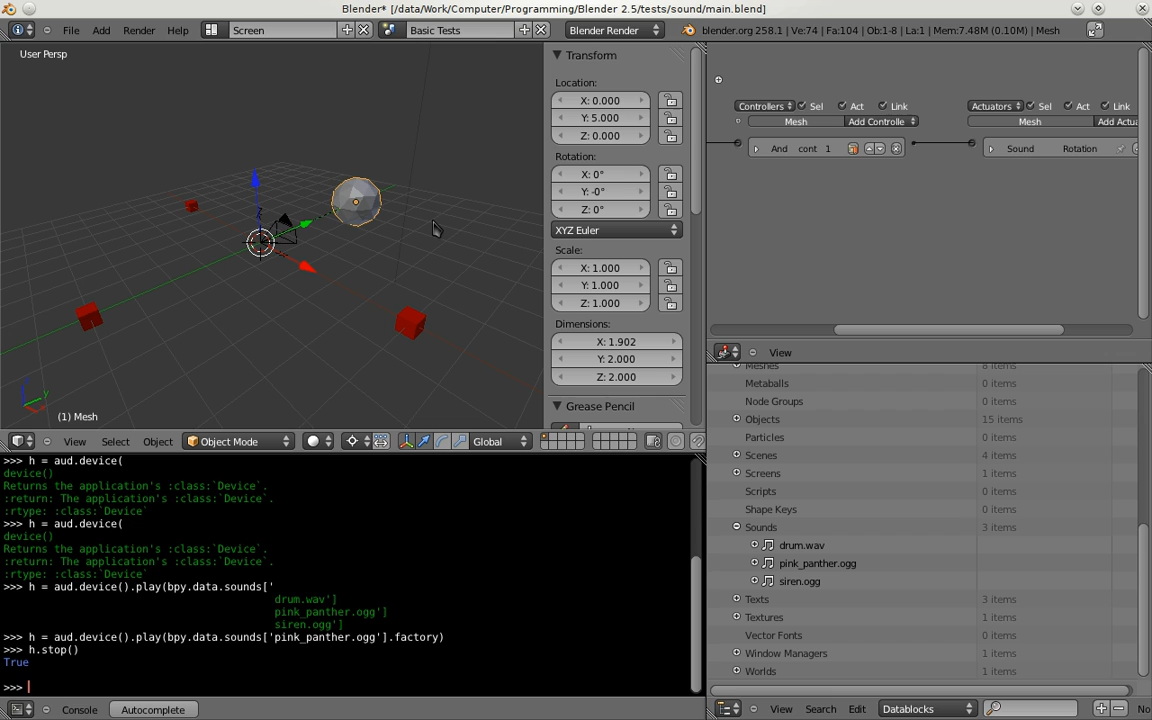 Blender* [/data/Work/Computer/Programming/Blender 2.5/tests/sound/main.blend]
File Add Render Help Screen Basic Tests Blender Render blender.org 258.1 | Ve:74 | Fa:104 | Ob:1-8 | La:1 | Mem:7.48M (0.10M) | Mesh
User Persp
(1) Mesh
Transform
Location:
X: 0.000
Y: 5.000
Z: 0.000
Rotation:
X: 0°
Y: -0°
Z: 0°
XYZ Euler
Scale:
X: 1.000
Y: 1.000
Z: 1.000
Dimensions:
X: 1.902
Y: 2.000
Z: 2.000
Grease Pencil
View Select Object Object Mode Global
Controllers Sel Act Link
Mesh Add Controlle
And cont 1
Actuators Sel Act Link
Mesh Add Actua
Sound Rotation
View
>>> h = aud.device(
device()
Returns the application's :class:`Device`.
:return: The application's :class:`Device`.
:rtype: :class:`Device`
>>> h = aud.device(
device()
Returns the application's :class:`Device`.
:return: The application's :class:`Device`.
:rtype: :class:`Device`
>>> h = aud.device().play(bpy.data.sounds['
drum.wav']
pink_panther.ogg']
siren.ogg']
>>> h = aud.device().play(bpy.data.sounds['pink_panther.ogg'].factory)
>>> h.stop()
True
>>>
Console Autocomplete
Meshes 8 items
Metaballs 0 items
Node Groups 0 items
Objects 15 items
Particles 0 items
Scenes 4 items
Screens 1 items
Scripts 0 items
Shape Keys 0 items
Sounds 3 items
drum.wav
pink_panther.ogg
siren.ogg
Texts 3 items
Textures 1 items
Vector Fonts 0 items
Window Managers 1 items
Worlds 1 items
View Search Edit Datablocks No